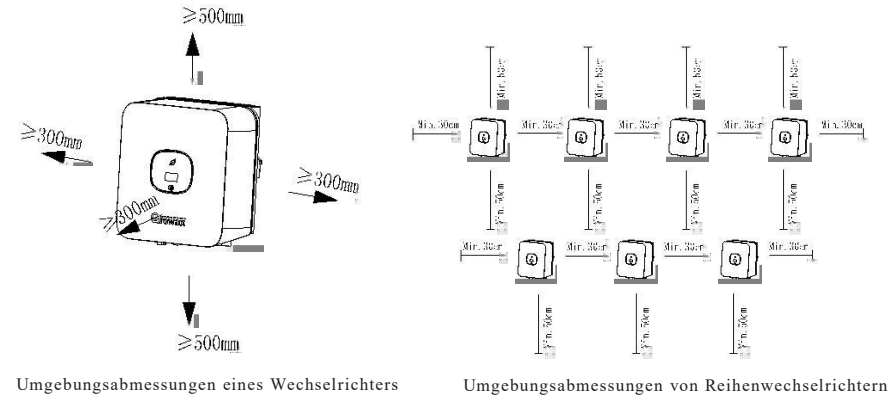 ≥500mm
≥300mm
≥300mm
≥300mm
≥500mm
Umgebungsabmessungen eines Wechselrichters
Min. 30cm Min. 30cm Min. 30cm Min. 30cm Min. 30cm
Min. 50cm Min. 50cm Min. 50cm Min. 50cm
Min. 30cm Min. 30cm Min. 30cm Min. 30cm
Min. 50cm Min. 50cm Min. 50cm
Umgebungsabmessungen von Reihenwechselrichtern